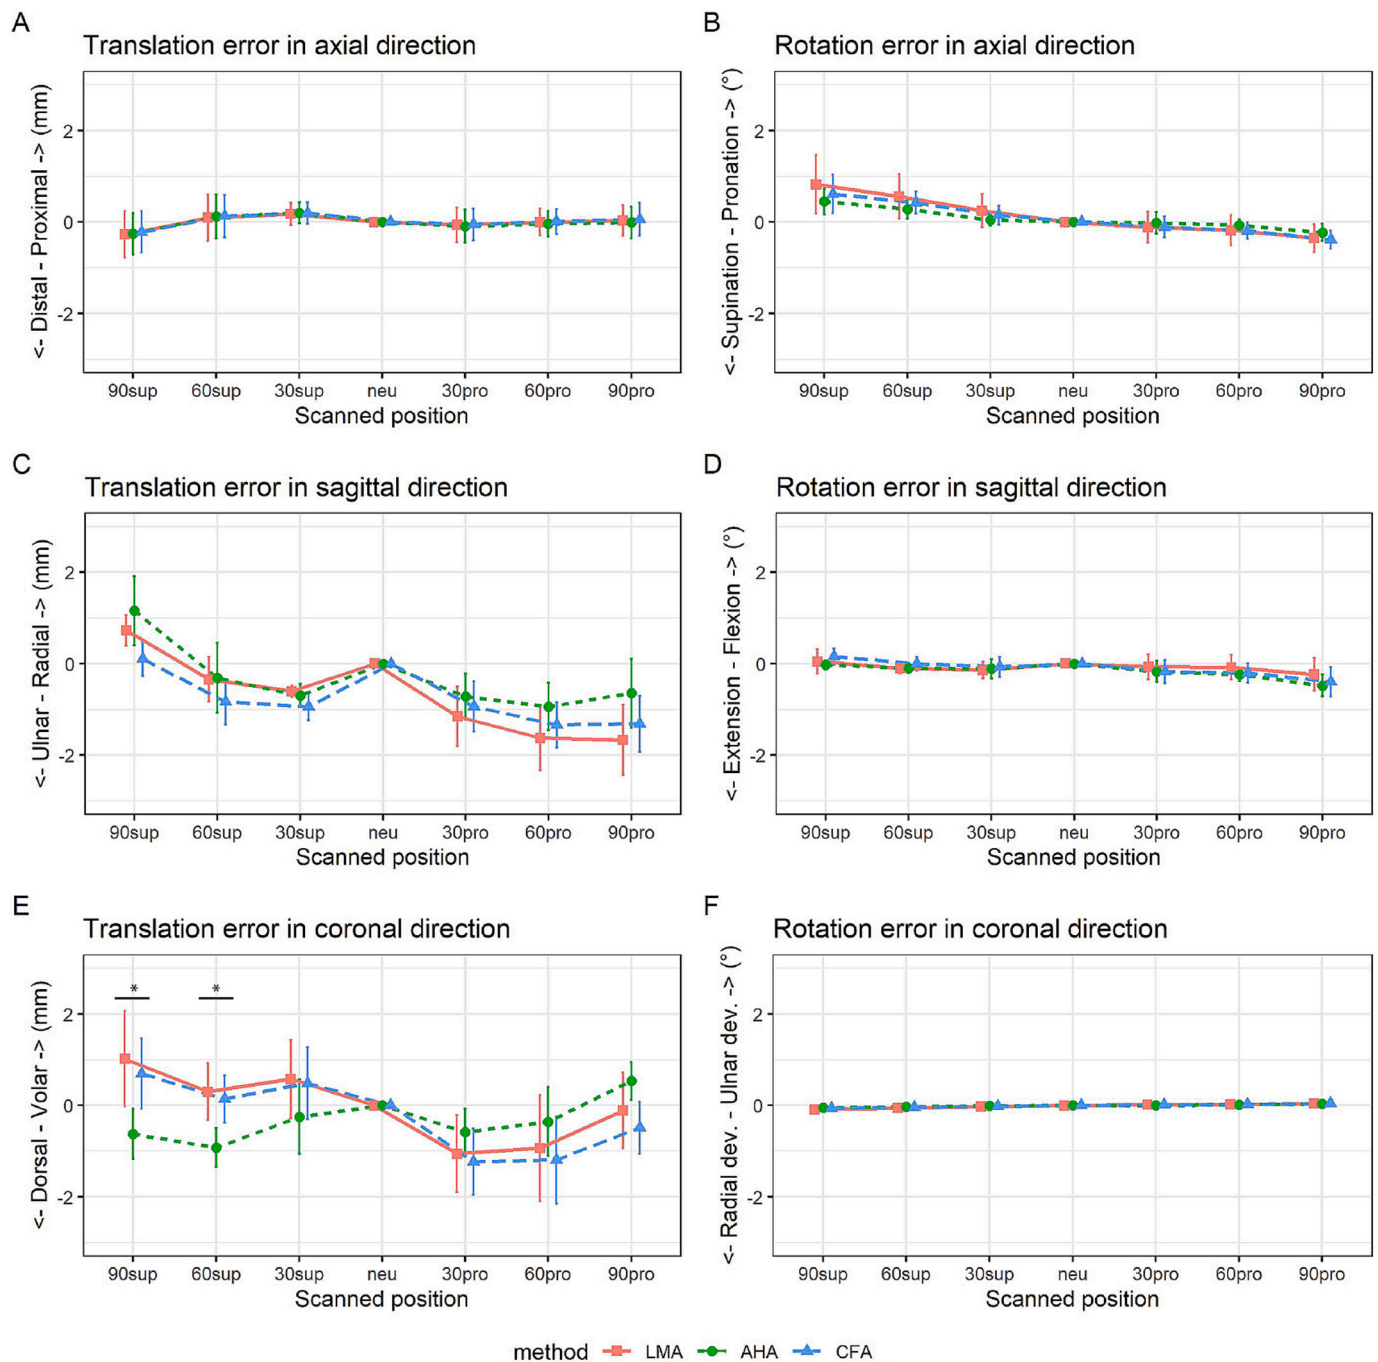 A
Translation error in axial direction
<- Distal - Proximal -> (mm)
2
0
-2
90sup 60sup 30sup neu 30pro 60pro 90pro
Scanned position
B
Rotation error in axial direction
<- Supination - Pronation -> (°)
2
0
-2
90sup 60sup 30sup neu 30pro 60pro 90pro
Scanned position
C
Translation error in sagittal direction
<- Ulnar - Radial -> (mm)
2
0
-2
90sup 60sup 30sup neu 30pro 60pro 90pro
Scanned position
D
Rotation error in sagittal direction
<- Extension - Flexion -> (°)
2
0
-2
90sup 60sup 30sup neu 30pro 60pro 90pro
Scanned position
E
Translation error in coronal direction
<- Dorsal - Volar -> (mm)
* *
2
0
-2
90sup 60sup 30sup neu 30pro 60pro 90pro
Scanned position
F
Rotation error in coronal direction
<- Radial dev. - Ulnar dev. -> (°)
2
0
-2
90sup 60sup 30sup neu 30pro 60pro 90pro
Scanned position
method LMA AHA CFA